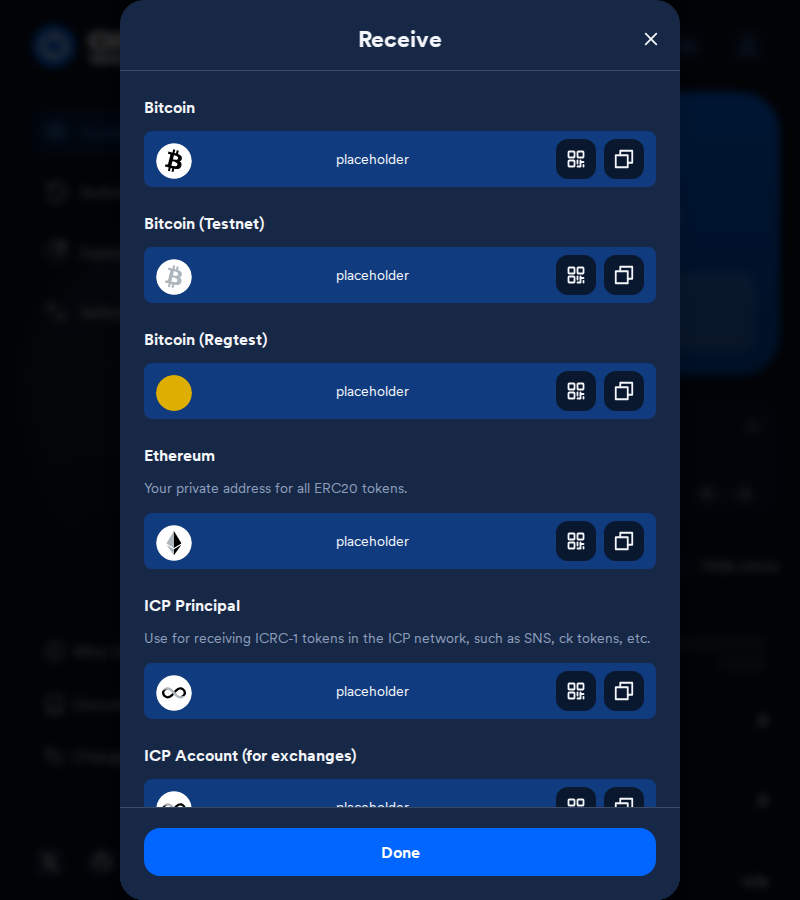 Receive
Bitcoin
placeholder
Bitcoin (Testnet)
placeholder
Bitcoin (Regtest)
placeholder
Ethereum
Your private address for all ERC20 tokens.
placeholder
ICP Principal
Use for receiving ICRC-1 tokens in the ICP network, such as SNS, ck tokens, etc.
placeholder
ICP Account (for exchanges)
placeholder
Done